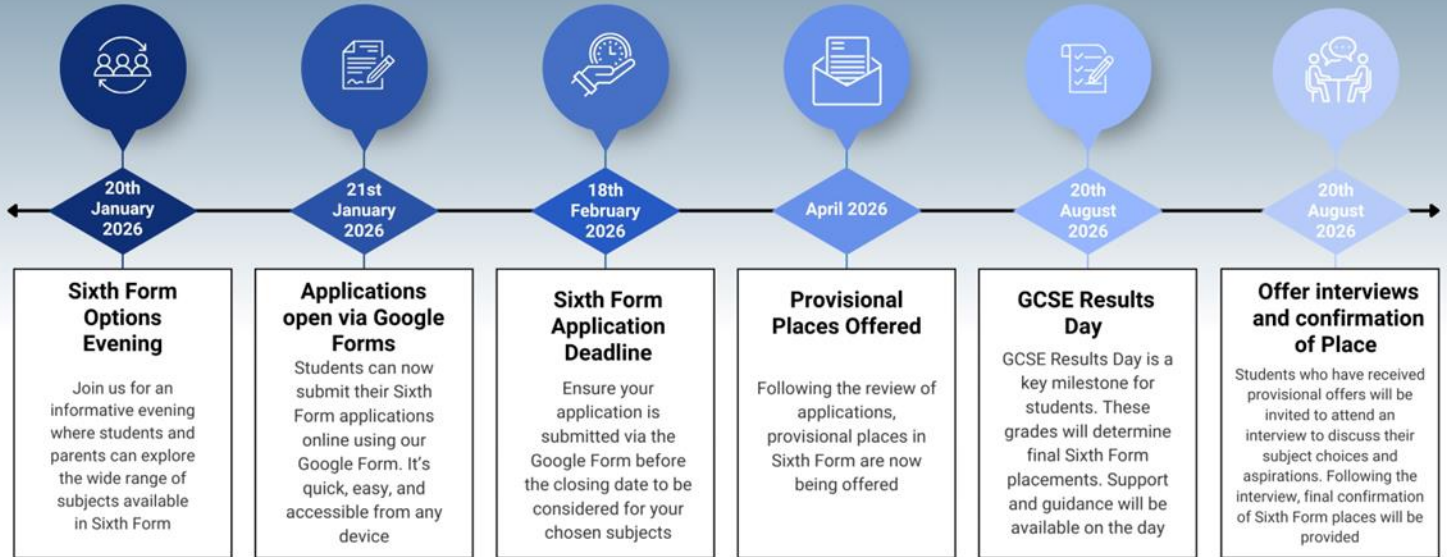 20th
January
2026
Sixth Form
Options
Evening
Join us for an
informative evening
where students and
parents can explore
the wide range of
subjects available
in Sixth Form
21st
January
2026
Applications
open via Google
Forms
Students can now
submit their Sixth
Form applications
online using our
Google Form. It's
quick, easy, and
accessible from any
device
18th
February
2026
Sixth Form
Application
Deadline
Ensure your
application is
submitted via the
Google Form before
the closing date to be
considered for your
chosen subjects
April 2026
Provisional
Places Offered
Following the review of
applications,
provisional places in
Sixth Form are now
being offered
20th
August
2026
GCSE Results
Day
GCSE Results Day is a
key milestone for
students. These
grades will determine
final Sixth Form
placements. Support
and guidance will be
available on the day
20th
August
2026
Offer interviews
and confirmation
of Place
Students who have received
provisional offers will be
invited to attend an
interview to discuss their
subject choices and
aspirations. Following the
interview, final confirmation
of Sixth Form places will be
provided